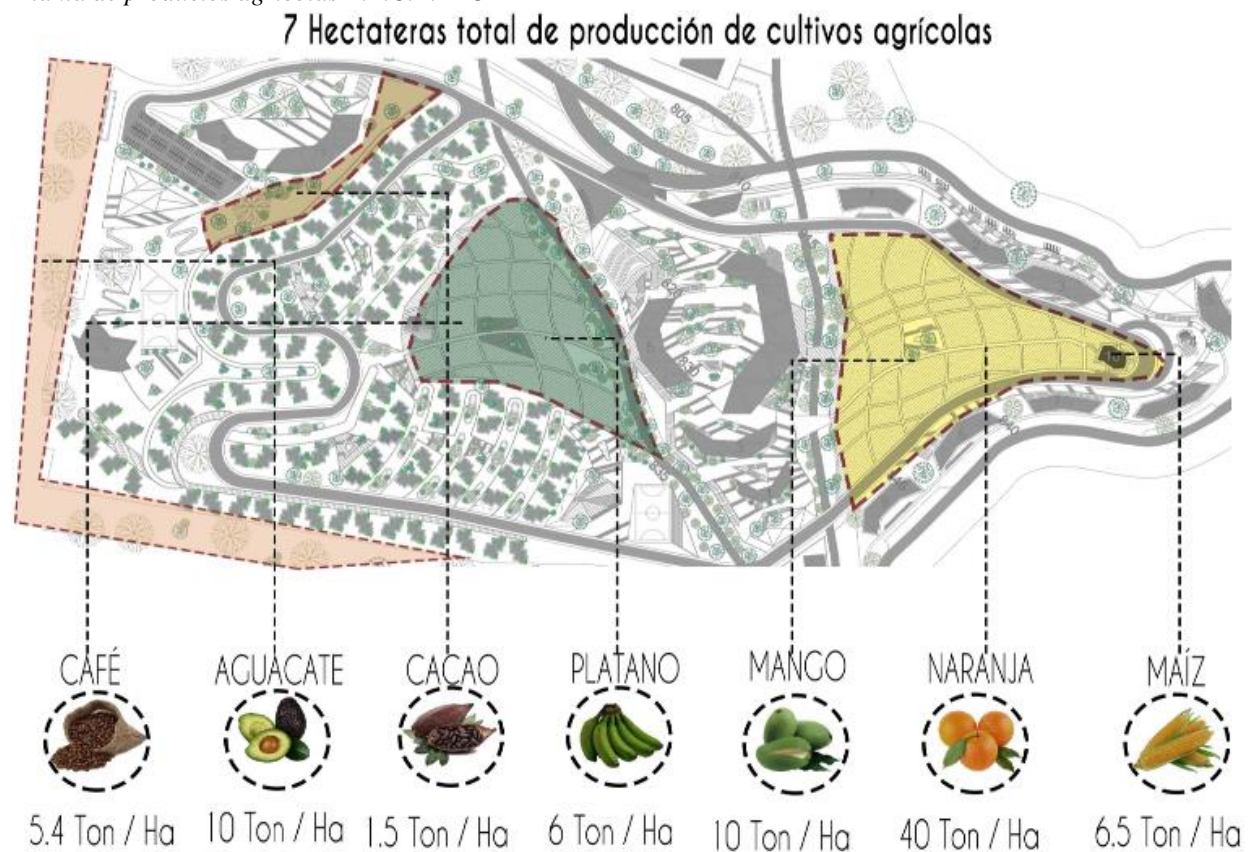 7 Hectateras total de producción de cultivos agrícolas
805
CAFÉ
AGUACATE
CACAO
PLATANO
MANGO
NARANJA
MAÍZ
5.4 Ton / Ha
10 Ton / Ha
1.5 Ton / Ha
6 Ton / Ha
10 Ton / Ha
40 Ton / Ha
6.5 Ton / Ha